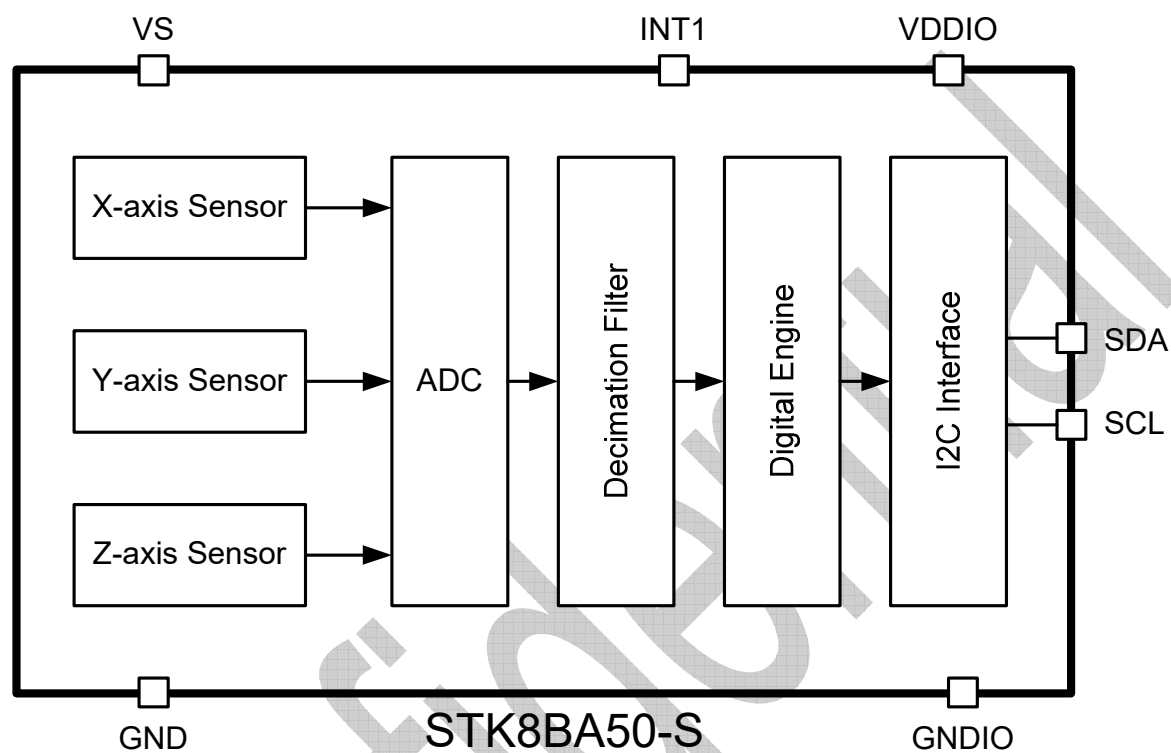 VS
INT1
VDDIO
X-axis Sensor
Y-axis Sensor
Z-axis Sensor
ADC
Decimation Filter
Digital Engine
I2C Interface
SDA
SCL
GND
STK8BA50-S
GNDIO